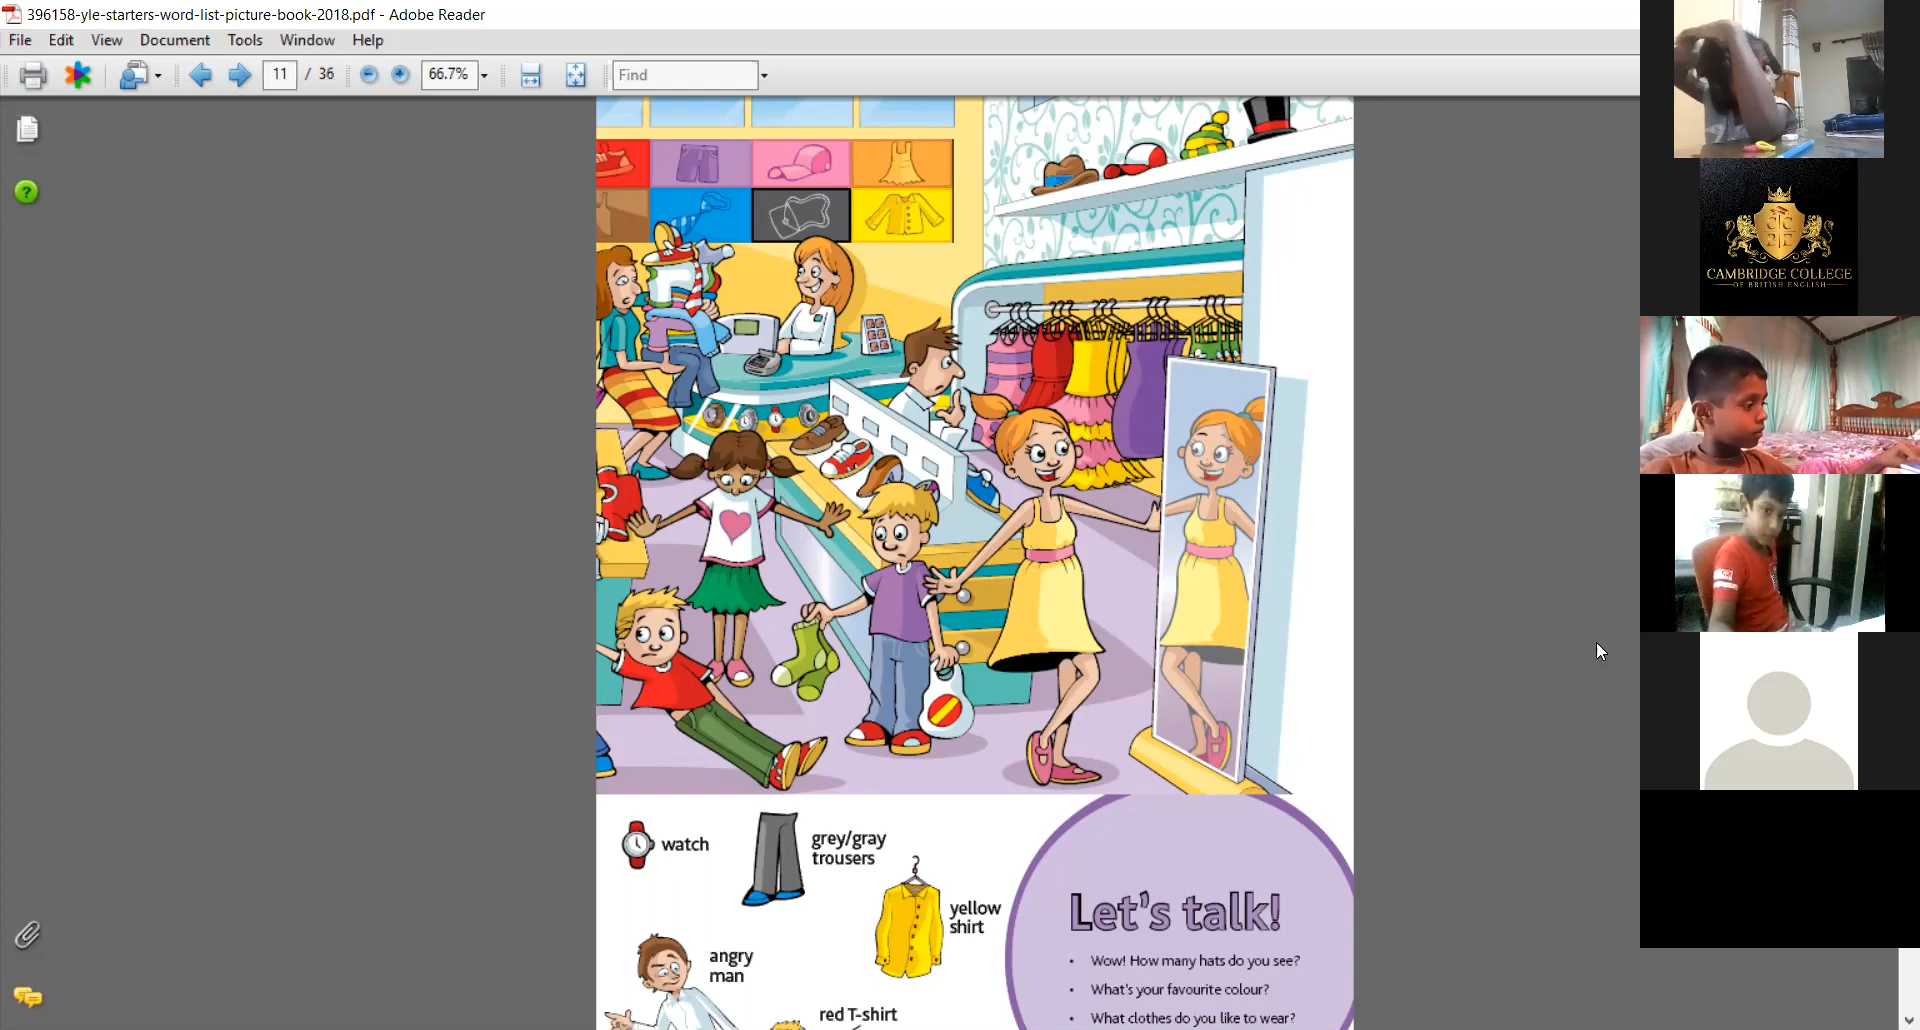 396158-yle-starters-word-list-picture-book-2018.pdf - Adobe Reader
File Edit View Document Tools Window Help
11 / 36 66.7% Find
CAMBRIDGE COLLEGE
OF BRITISH ENGLISH
watch
grey/gray
trousers
yellow
shirt
angry
man
red T-shirt
Let's talk!
• Wow! How many hats do you see?
• What's your favourite colour?
• What clothes do you like to wear?